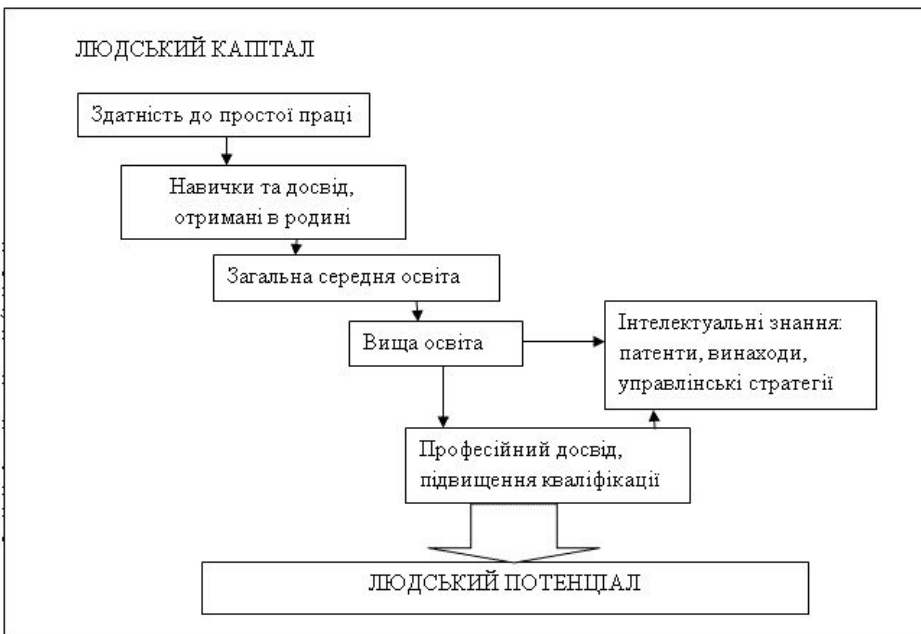 ЛЮДСЬКИЙ КАПІТАЛ
Здатність до простої праці
Навички та досвід,
отримані в родині
Загальна середня освіта
Вища освіта
Інтелектуальні знання:
патенти, винаходи,
управлінські стратегії
Професійний досвід,
підвищення кваліфікації
ЛЮДСЬКИЙ ПОТЕНЦІАЛ